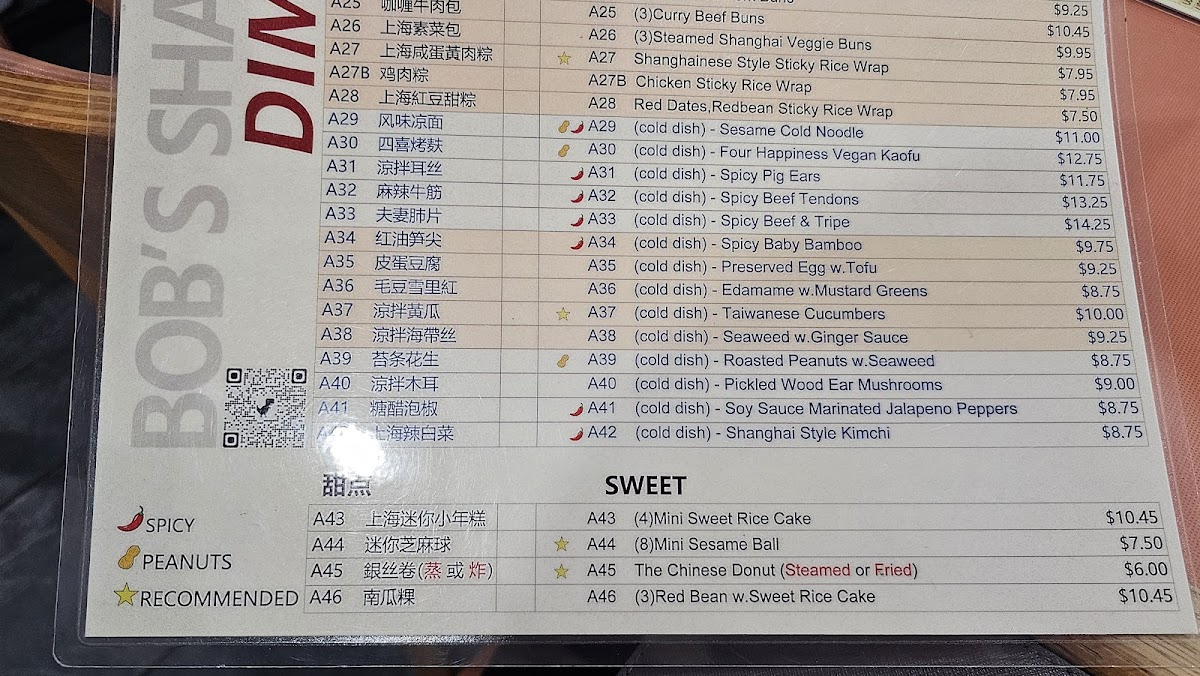 Buns $9.25
A25 咖喱牛肉包 A25 (3)Curry Beef Buns $10.45
A26 上海素菜包 A26 (3)Steamed Shanghai Veggie Buns $9.95
A27 上海咸蛋黃肉粽 A27 Shanghainese Style Sticky Rice Wrap $7.95
A27B 鸡肉粽 A27B Chicken Sticky Rice Wrap $7.95
A28 上海紅豆甜粽 A28 Red Dates,Redbean Sticky Rice Wrap $7.50
A29 风味凉面 A29 (cold dish) - Sesame Cold Noodle $11.00
A30 四喜烤麸 A30 (cold dish) - Four Happiness Vegan Kaofu $12.75
A31 涼拌耳丝 A31 (cold dish) - Spicy Pig Ears $11.75
A32 麻辣牛筋 A32 (cold dish) - Spicy Beef Tendons $13.25
A33 夫妻肺片 A33 (cold dish) - Spicy Beef & Tripe $14.25
A34 红油笋尖 A34 (cold dish) - Spicy Baby Bamboo $9.75
A35 皮蛋豆腐 A35 (cold dish) - Preserved Egg w.Tofu $9.25
A36 毛豆雪里紅 A36 (cold dish) - Edamame w.Mustard Greens $8.75
A37 涼拌黃瓜 A37 (cold dish) - Taiwanese Cucumbers $10.00
A38 涼拌海帶丝 A38 (cold dish) - Seaweed w.Ginger Sauce $9.25
A39 苔条花生 A39 (cold dish) - Roasted Peanuts w.Seaweed $8.75
A40 涼拌木耳 A40 (cold dish) - Pickled Wood Ear Mushrooms $9.00
A41 糖醋泡椒 A41 (cold dish) - Soy Sauce Marinated Jalapeno Peppers $8.75
上海辣白菜 A42 (cold dish) - Shanghai Style Kimchi $8.75
甜点 SWEET
A43 上海迷你小年糕 A43 (4)Mini Sweet Rice Cake $10.45
A44 迷你芝麻球 A44 (8)Mini Sesame Ball $7.50
A45 銀丝卷(蒸 或 炸) A45 The Chinese Donut (Steamed or Fried) $6.00
A46 南瓜粿 A46 (3)Red Bean w.Sweet Rice Cake $10.45
BOB'S SHA
DIM
SPICY
PEANUTS
RECOMMENDED